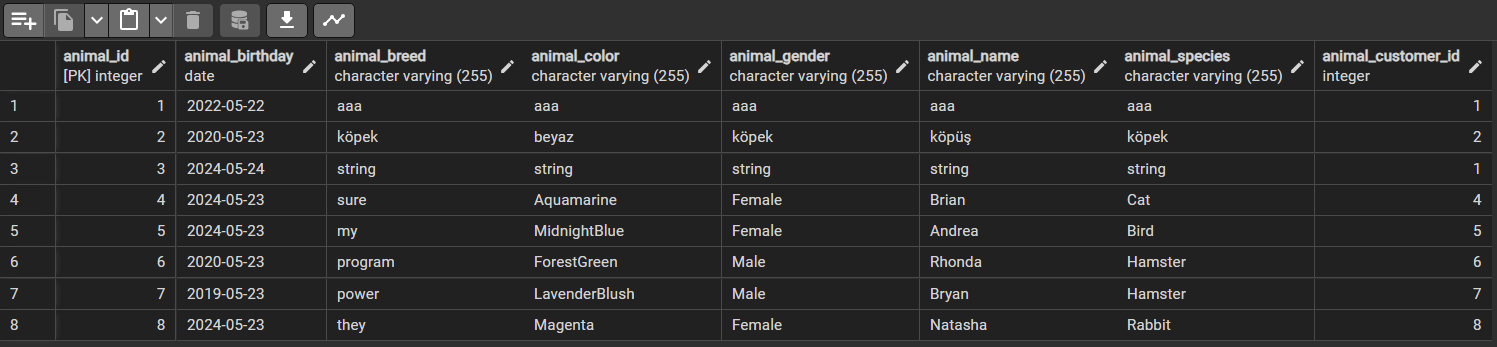 animal_id animal_birthday animal_breed animal_color animal_gender animal_name animal_species animal_customer_id
[PK] integer date character varying (255) character varying (255) character varying (255) character varying (255) character varying (255) integer
1 1 2022-05-22 aaa aaa aaa aaa aaa 1
2 2 2020-05-23 köpek beyaz köpek köpüş köpek 2
3 3 2024-05-24 string string string string string 1
4 4 2024-05-23 sure Aquamarine Female Brian Cat 4
5 5 2024-05-23 my MidnightBlue Female Andrea Bird 5
6 6 2020-05-23 program ForestGreen Male Rhonda Hamster 6
7 7 2019-05-23 power LavenderBlush Male Bryan Hamster 7
8 8 2024-05-23 they Magenta Female Natasha Rabbit 8